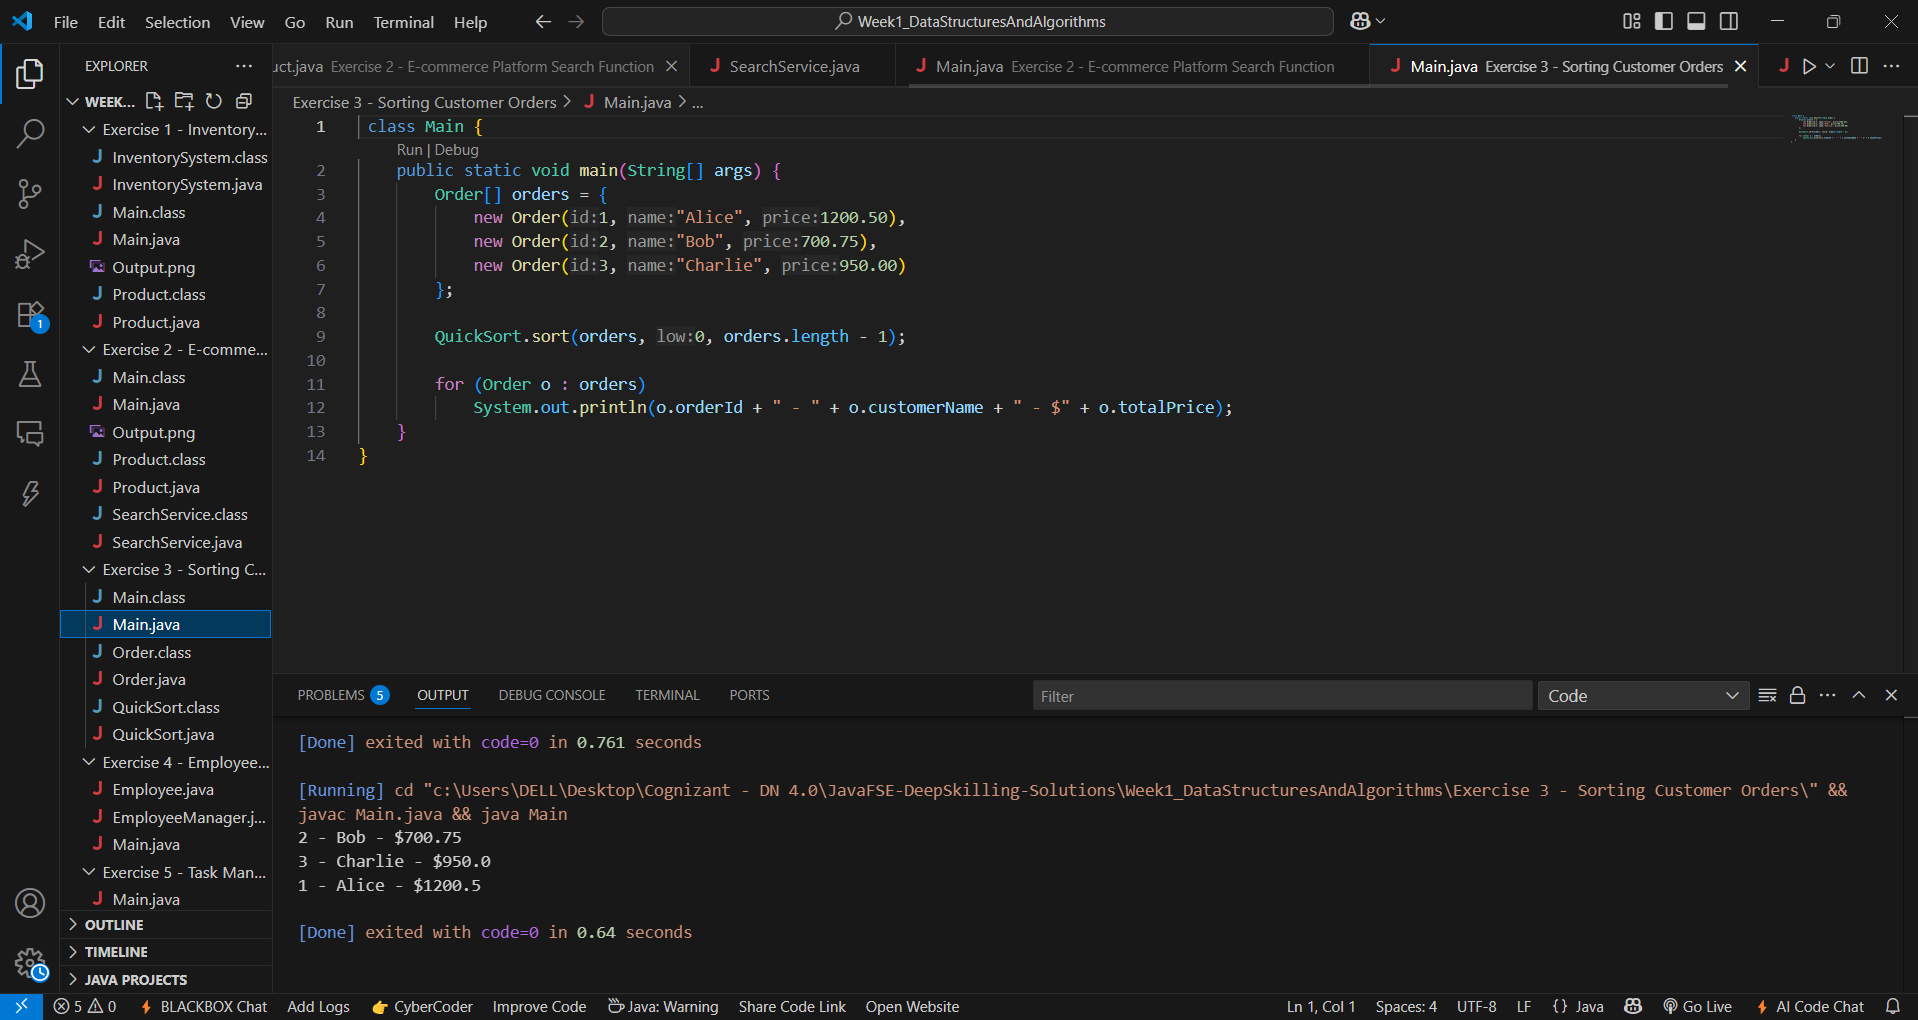 File Edit Selection View Go Run Terminal Help
Week1_DataStructuresAndAlgorithms
EXPLORER
uct.java Exercise 2 - E-commerce Platform Search Function
SearchService.java
Main.java Exercise 2 - E-commerce Platform Search Function
Main.java Exercise 3 - Sorting Customer Orders
WEEK...
Exercise 1 - Inventory...
InventorySystem.class
InventorySystem.java
Main.class
Main.java
Output.png
Product.class
Product.java
Exercise 2 - E-comme...
Main.class
Main.java
Output.png
Product.class
Product.java
SearchService.class
SearchService.java
Exercise 3 - Sorting C...
Main.class
Main.java
Order.class
Order.java
QuickSort.class
QuickSort.java
Exercise 4 - Employee...
Employee.java
EmployeeManager.j...
Main.java
Exercise 5 - Task Man...
Main.java
OUTLINE
TIMELINE
JAVA PROJECTS
1
Exercise 3 - Sorting Customer Orders > Main.java > ...
1 class Main {
Run | Debug
2 public static void main(String[] args) {
3 Order[] orders = {
4 new Order(id:1, name:"Alice", price:1200.50),
5 new Order(id:2, name:"Bob", price:700.75),
6 new Order(id:3, name:"Charlie", price:950.00)
7 };
8
9 QuickSort.sort(orders, low:0, orders.length - 1);
10
11 for (Order o : orders)
12 System.out.println(o.orderId + " - " + o.customerName + " - $" + o.totalPrice);
13 }
14 }
PROBLEMS 5 OUTPUT DEBUG CONSOLE TERMINAL PORTS
Filter
Code
[Done] exited with code=0 in 0.761 seconds
[Running] cd "c:\Users\DELL\Desktop\Cognizant - DN 4.0\JavaFSE-DeepSkilling-Solutions\Week1_DataStructuresAndAlgorithms\Exercise 3 - Sorting Customer Orders\" &&
javac Main.java && java Main
2 - Bob - $700.75
3 - Charlie - $950.0
1 - Alice - $1200.5
[Done] exited with code=0 in 0.64 seconds
5 0 BLACKBOX Chat Add Logs CyberCoder Improve Code Java: Warning Share Code Link Open Website
Ln 1, Col 1 Spaces: 4 UTF-8 LF {} Java Go Live AI Code Chat